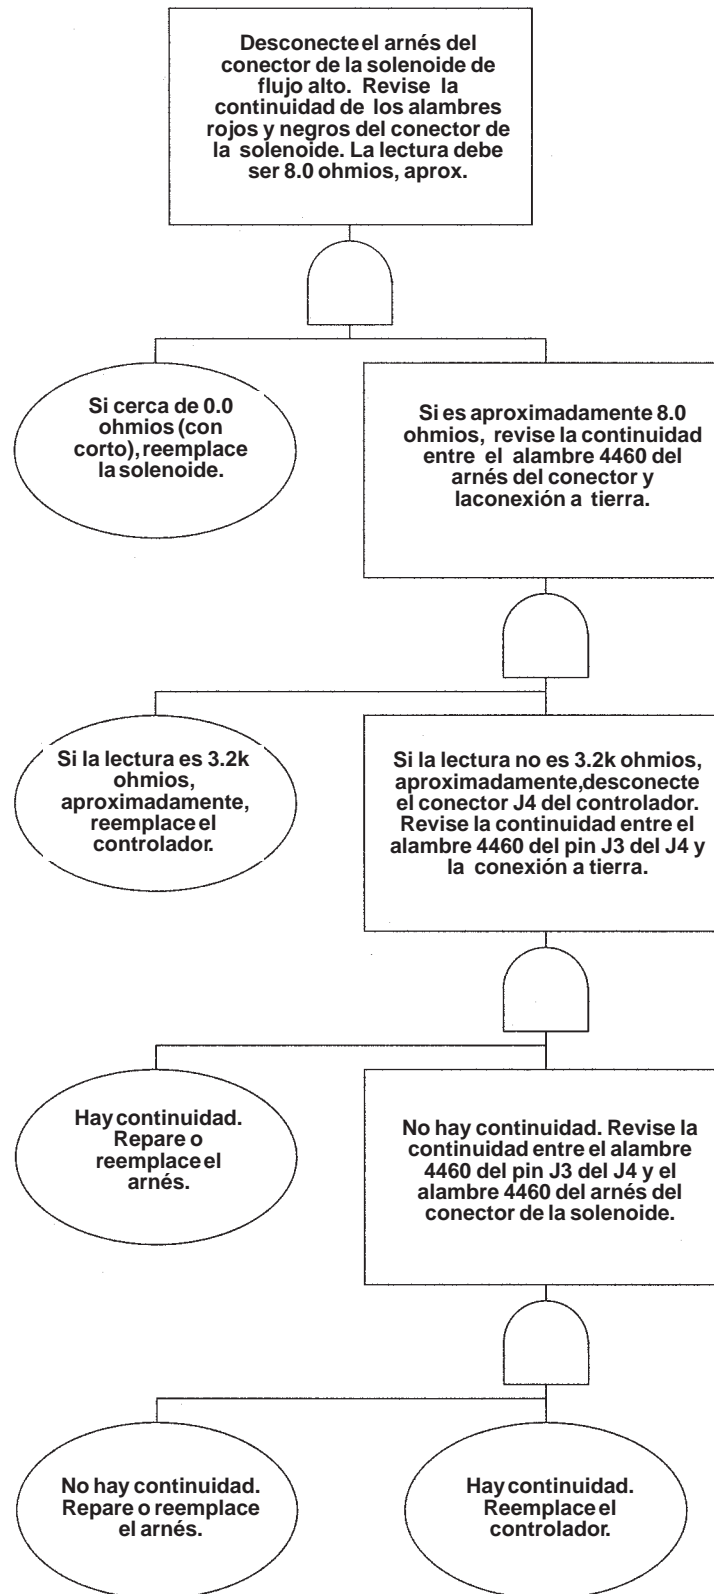 Desconecte el arnés del
conector de la solenoide de
flujo alto. Revise la
continuidad de los alambres
rojos y negros del conector de
la solenoide. La lectura debe
ser 8.0 ohmios, aprox.
Si cerca de 0.0
ohmios (con
corto), reemplace
la solenoide.
Si es aproximadamente 8.0
ohmios, revise la continuidad
entre el alambre 4460 del
arnés del conector y
laconexión a tierra.
Si la lectura es 3.2k
ohmios,
aproximadamente,
reemplace el
controlador.
Si la lectura no es 3.2k ohmios,
aproximadamente,desconecte
el conector J4 del controlador.
Revise la continuidad entre el
alambre 4460 del pin J3 del J4 y
la conexión a tierra.
Hay continuidad.
Repare o
reemplace el
arnés.
No hay continuidad. Revise la
continuidad entre el alambre
4460 del pin J3 del J4 y el
alambre 4460 del arnés del
conector de la solenoide.
No hay continuidad.
Repare o reemplace
el arnés.
Hay continuidad.
Reemplace el
controlador.